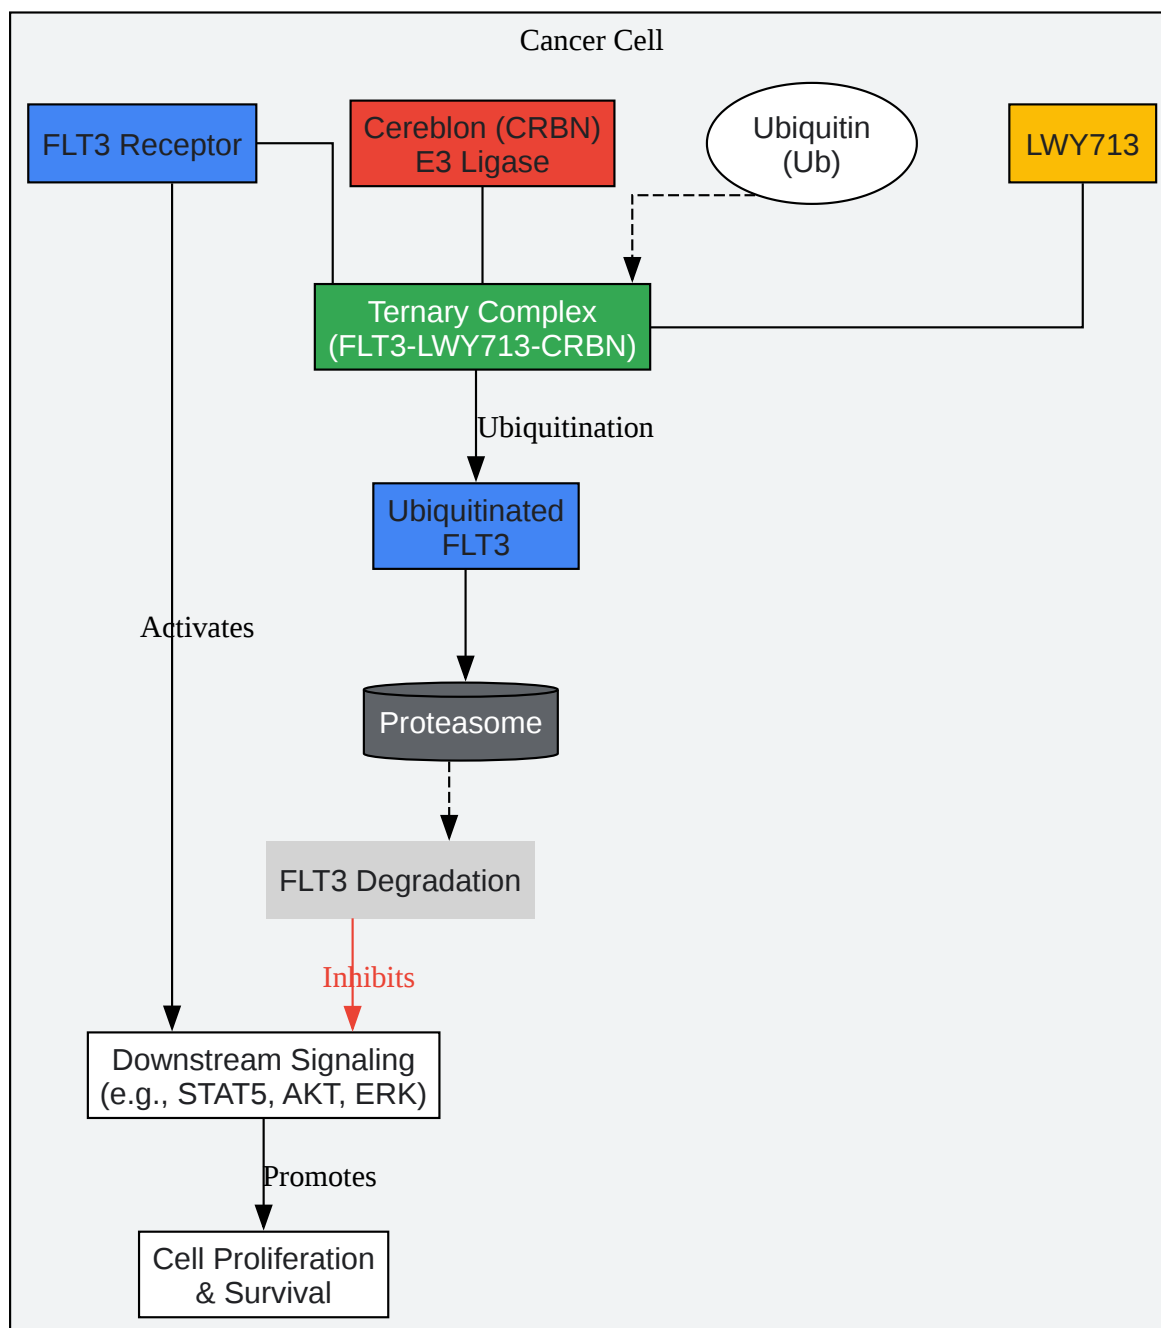 Cancer Cell
FLT3 Receptor
Cereblon (CRBN)
E3 Ligase
Ubiquitin
(Ub)
LWY713
Ternary Complex
(FLT3-LWY713-CRBN)
Ubiquitination
Ubiquitinated
FLT3
Activates
Proteasome
FLT3 Degradation
Inhibits
Downstream Signaling
(e.g., STAT5, AKT, ERK)
Promotes
Cell Proliferation
& Survival